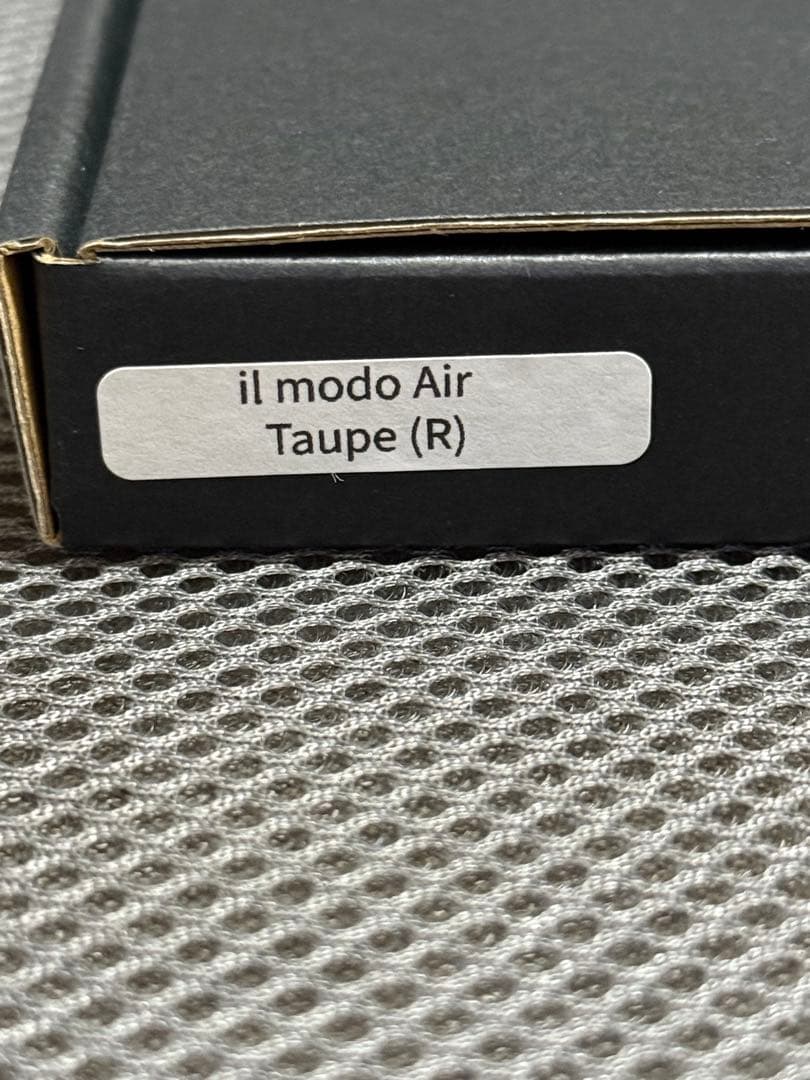 il modo Air
Taupe (R)